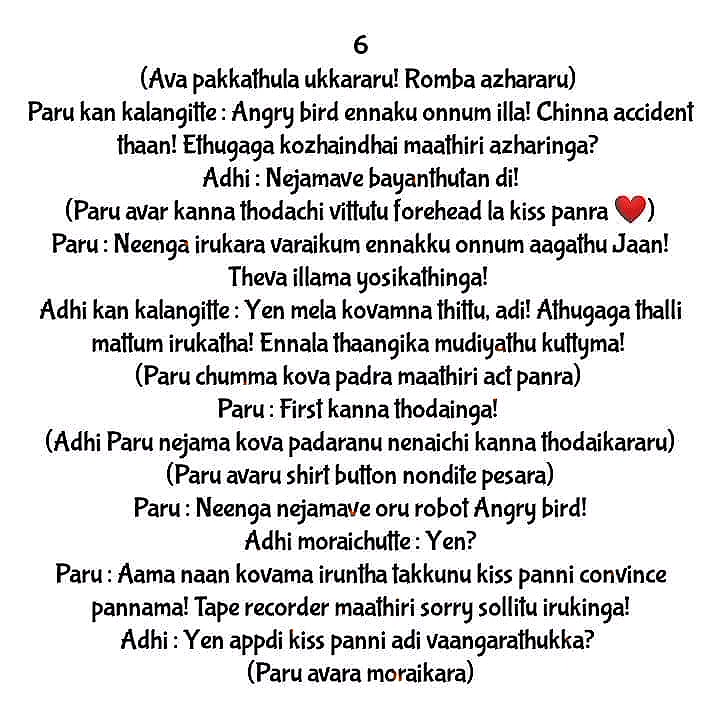 6
(Ava pakkathula ukkararu! Romba azhararu)
Paru kan kalangitte : Angry bird ennaku onnum illa! Chinna accident
thaan! Ethugaga kozhaindhai maathiri azharinga?
Adhi : Nejamave bayanthutan di!
(Paru avar kanna thodachi vittutu forehead la kiss panra ❤️)
Paru : Neenga irukara varaikum ennakku onnum aagathu Jaan!
Theva illama yosikathinga!
Adhi kan kalangitte : Yen mela kovamna thittu, adi! Athugaga thalli
mattum irukatha! Ennala thaangika mudiyathu kuttyma!
(Paru chumma kova padra maathiri act panra)
Paru : First kanna thodainga!
(Adhi Paru nejama kova padaranu nenaichi kanna thodaikararu)
(Paru avaru shirt button nondite pesara)
Paru : Neenga nejamave oru robot Angry bird!
Adhi moraichutte : Yen?
Paru : Aama naan kovama iruntha takkunu kiss panni convince
pannama! Tape recorder maathiri sorry sollitu irukinga!
Adhi : Yen appdi kiss panni adi vaangarathukka?
(Paru avara moraikara)